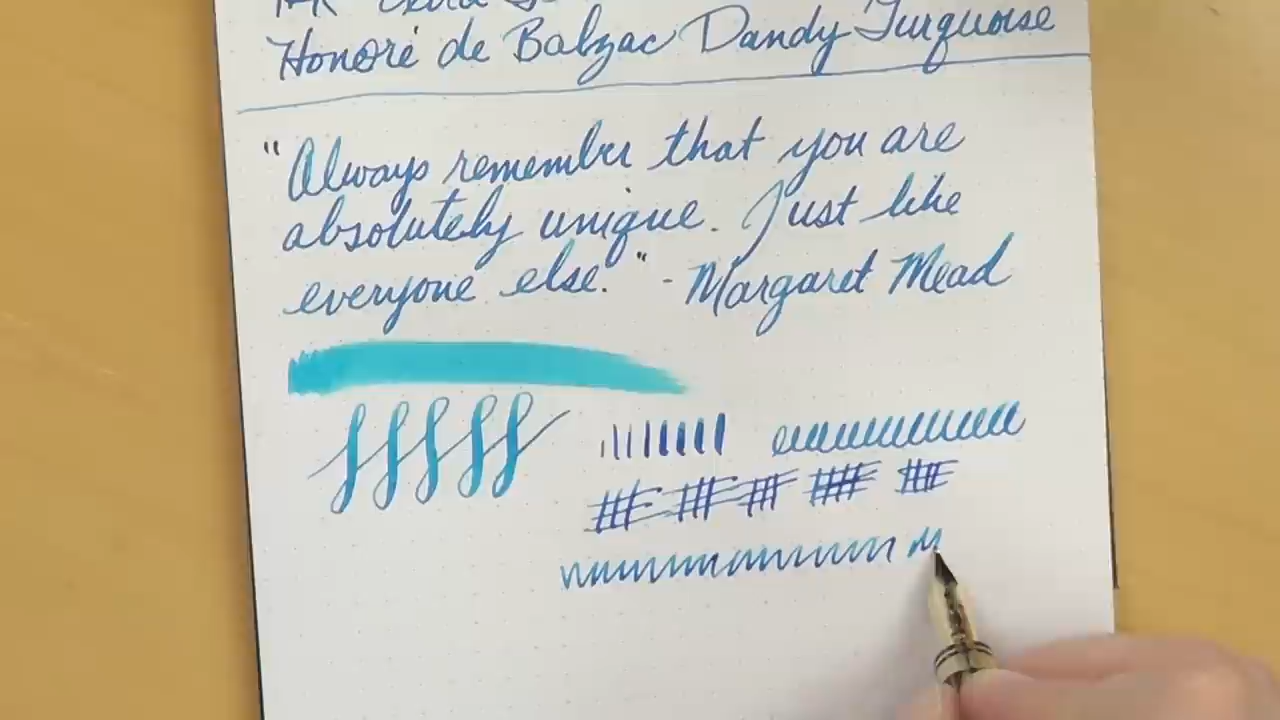 Honoré de Balzac Dandy Turquoise
"Always remember that you are
absolutely unique. Just like
everyone else." - Margaret Mead